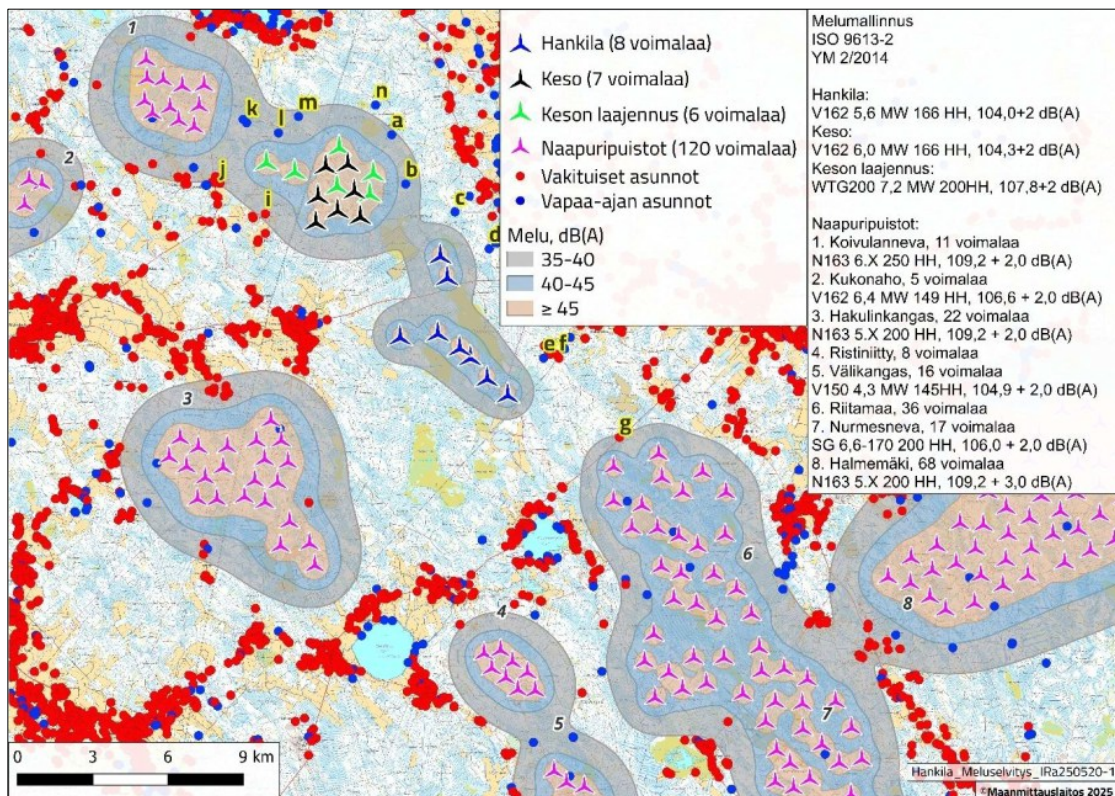 Hankila (8 voimalaa)
Keso (7 voimalaa)
Keson laajennus (6 voimalaa)
Naapuripuistot (120 voimalaa)
Vakituiset asunnot
Vapaa-ajan asunnot
Melu, dB(A)
35-40
40-45
≥ 45
Melumallinnus
ISO 9613-2
YM 2/2014
Hankila:
V162 5,6 MW 166 HH, 104,0+2 dB(A)
Keso:
V162 6,0 MW 166 HH, 104,3+2 dB(A)
Keson laajennus:
WTG200 7,2 MW 200HH, 107,8+2 dB(A)
Naapuripuistot:
1. Koivulanneva, 11 voimalaa
N163 6.X 250 HH, 109,2 + 2,0 dB(A)
2. Kukonaho, 5 voimalaa
V162 6,4 MW 149 HH, 106,6 + 2,0 dB(A)
3. Hakulinkangas, 22 voimalaa
N163 5.X 200 HH, 109,2 + 2,0 dB(A)
4. Ristiniitty, 8 voimalaa
5. Välikangas, 16 voimalaa
V150 4,3 MW 145HH, 104,9 + 2,0 dB(A)
6. Riitamaa, 36 voimalaa
7. Nurmesneva, 17 voimalaa
SG 6,6-170 200 HH, 106,0 + 2,0 dB(A)
8. Halmemäki, 68 voimalaa
N163 5.X 200 HH, 109,2 + 3,0 dB(A)
1
n
k
l
m
a
2
j
b
i
c
d
e f
3
g
6
8
4
7
5
0 3 6 9 km
Hankila_Meluselvitys_IRa250520-1
©Maanmittauslaitos 2025